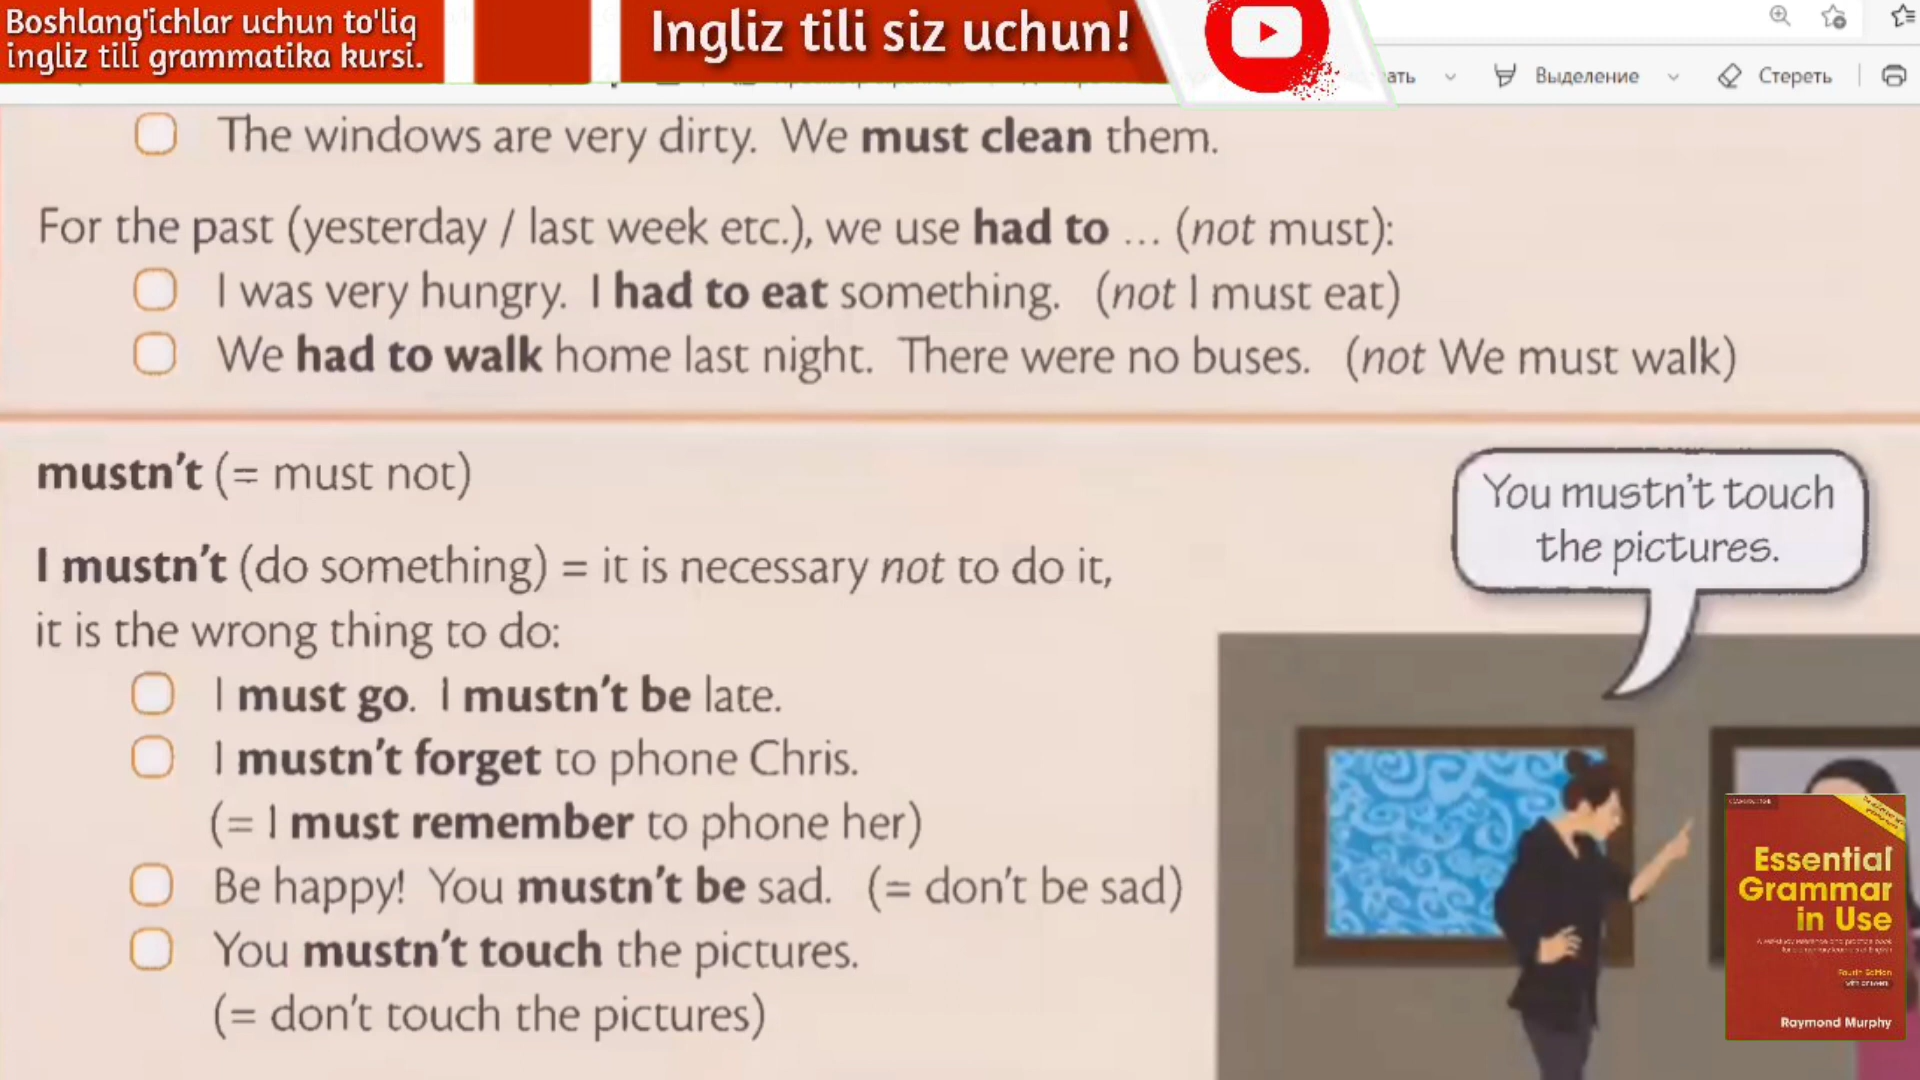 Boshlang'ichlar uchun to'liq
ingliz tili grammatika kursi.
Ingliz tili siz uchun!
Выделение
Стереть
The windows are very dirty. We must clean them.
For the past (yesterday / last week etc.), we use had to ... (not must):
I was very hungry. I had to eat something. (not I must eat)
We had to walk home last night. There were no buses. (not We must walk)
mustn't (= must not)
I mustn't (do something) = it is necessary not to do it,
it is the wrong thing to do:
I must go. I mustn't be late.
I mustn't forget to phone Chris.
(= I must remember to phone her)
Be happy! You mustn't be sad. (= don't be sad)
You mustn't touch the pictures.
(= don't touch the pictures)
You mustn't touch
the pictures.
Essential
Grammar
in Use
Fourth Edition
Raymond Murphy